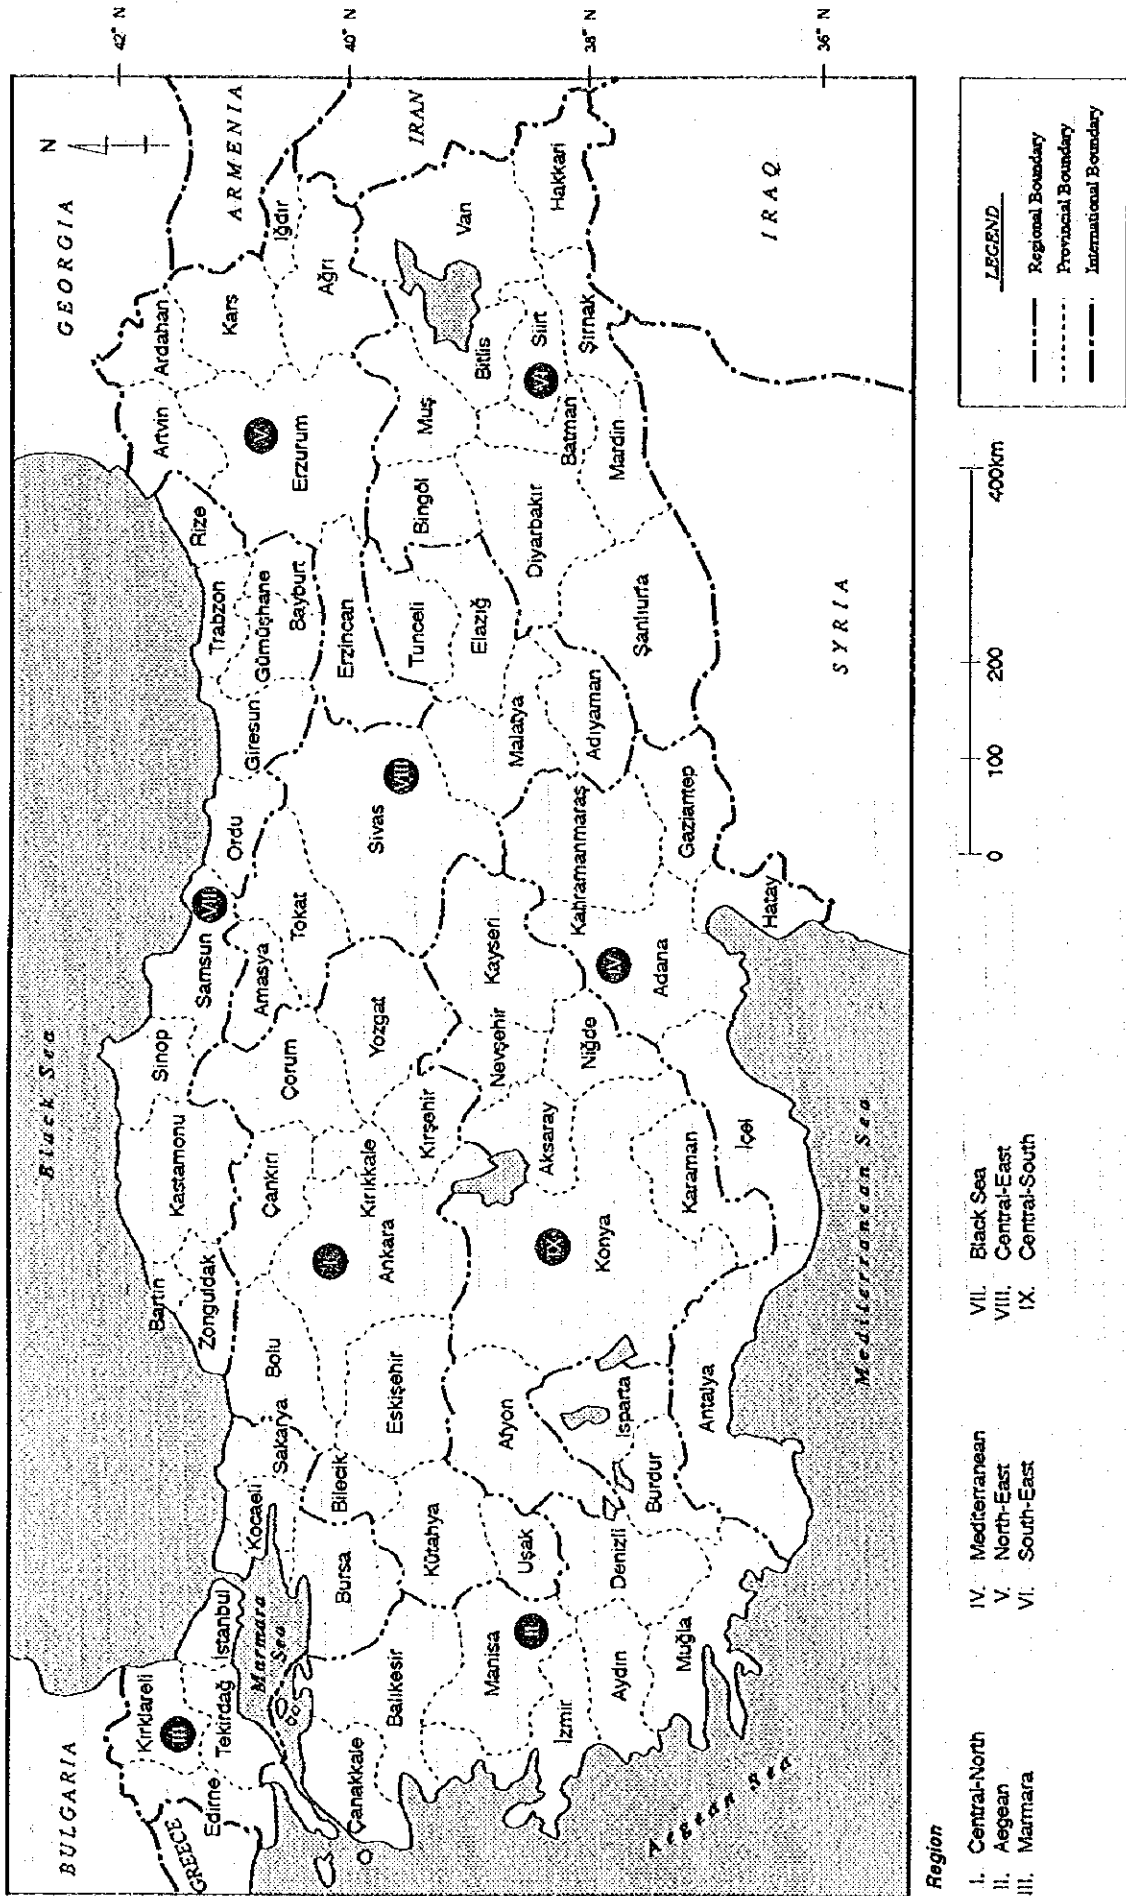 N
BULGARIA
GREECE
GEORGIA
ARMENIA
IRAN
IRAQ
SYRIA
Black Sea
Marmara
Sea
Aegean Sea
Mediterranean Sea
42° N
40° N
38° N
36° N
Kırklareli
Edirne
Tekirdağ
İstanbul
Kocaeli
Sakarya
Bolu
Zonguldak
Bartın
Kastamonu
Sinop
Samsun
VII
Ordu
Giresun
Trabzon
Gümüşhane
Bayburt
Rize
Artvin
Ardahan
Kars
Iğdır
Ağrı
Erzurum
V
Erzincan
Çanakkale
Balıkesir
Bursa
Bilecik
Eskişehir
Kütahya
Ankara
Çankırı
Kırıkkale
Çorum
Amasya
Tokat
Yozgat
Kırşehir
Sivas
VIII
Tunceli
Bingöl
Muş
Bitlis
Van
Hakkari
Siirt
VI
Şırnak
Batman
Mardin
Diyarbakır
Elazığ
Malatya
Adıyaman
Şanlıurfa
Gaziantep
Kahramanmaraş
Hatay
Adana
IV
Kayseri
Nevşehir
Niğde
Aksaray
Konya
IX
Karaman
İçel
Antalya
Isparta
Burdur
Afyon
Uşak
Manisa
İzmir
Aydın
Denizli
Muğla
III
0 100 200 400km
LEGEND
Regional Boundary
Provincial Boundary
International Boundary
Region
I. Central-North
II. Aegean
III. Marmara
IV. Mediterranean
V. North-East
VI. South-East
VII. Black Sea
VIII. Central-East
IX. Central-South